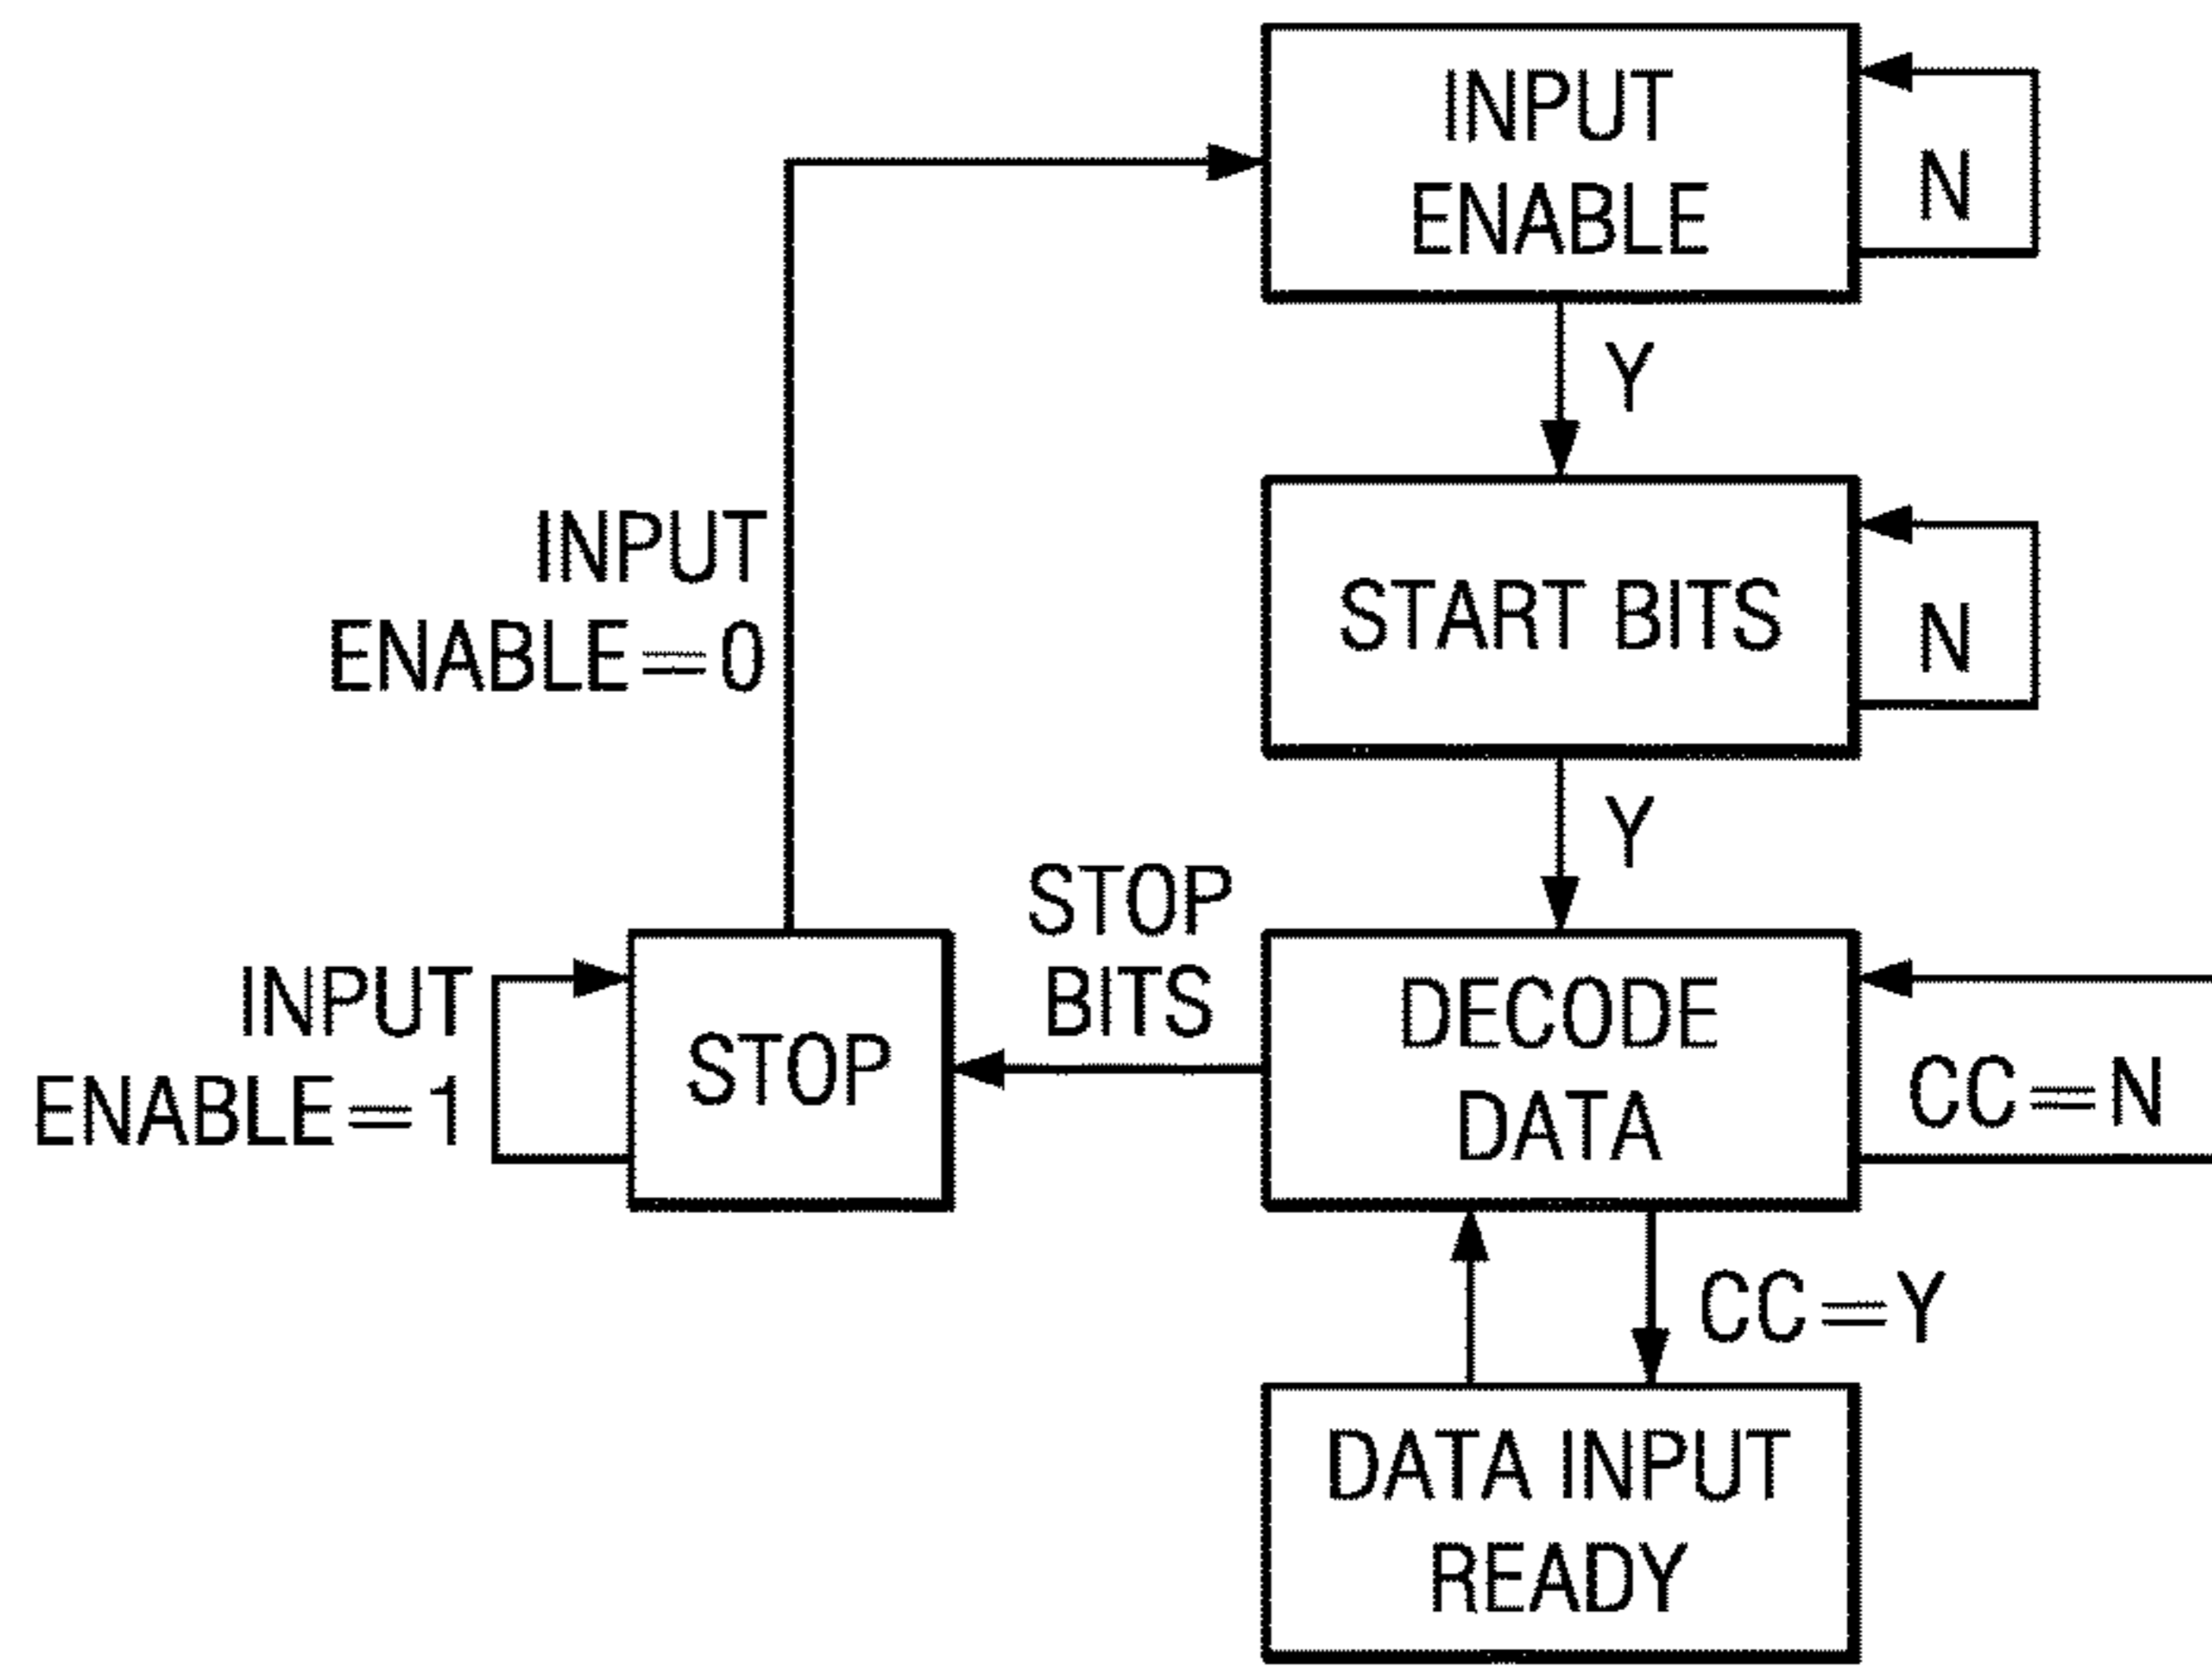 INPUT
ENABLE
N
Y
INPUT
ENABLE=0
START BITS
N
Y
STOP
BITS
INPUT
ENABLE=1
STOP
DECODE
DATA
CC=N
CC=Y
DATA INPUT
READY